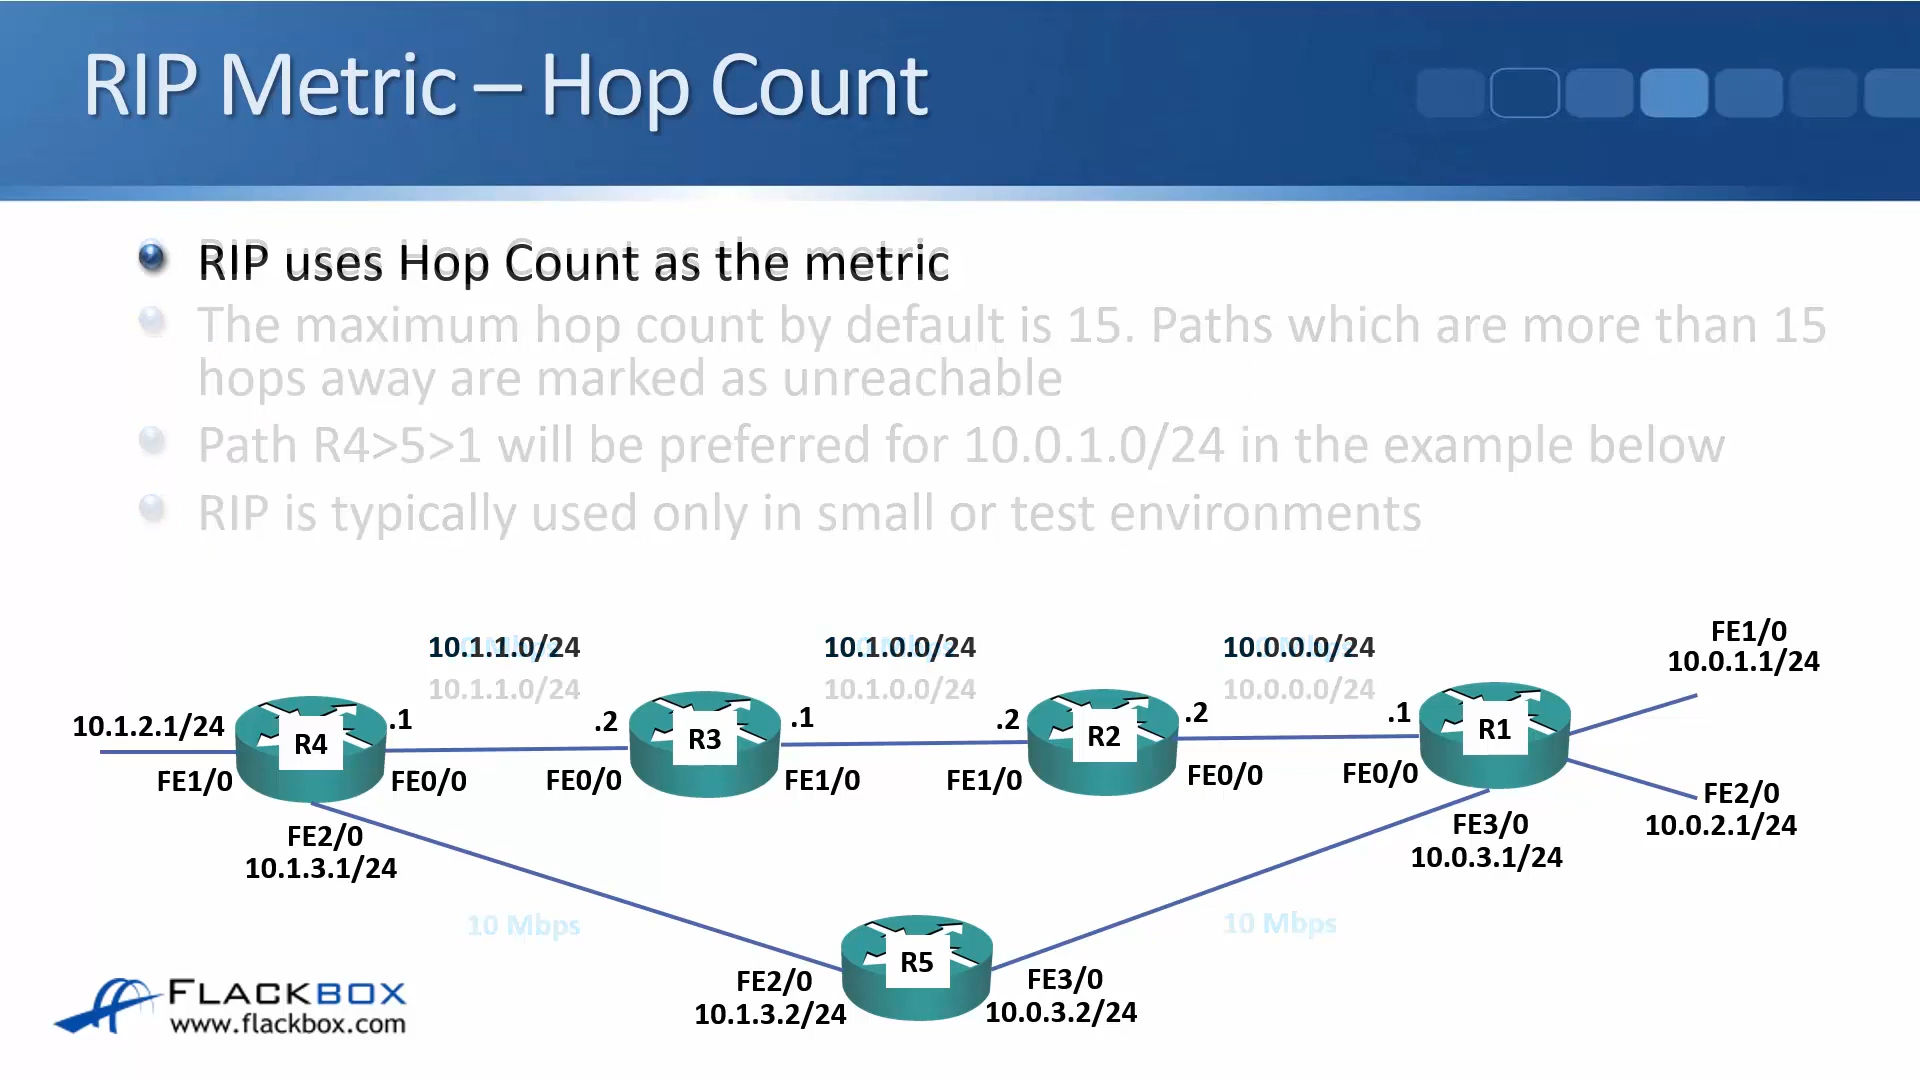 RIP Metric – Hop Count
RIP uses Hop Count as the metric
The maximum hop count by default is 15. Paths which are more than 15
hops away are marked as unreachable
Path R4>5>1 will be preferred for 10.0.1.0/24 in the example below
RIP is typically used only in small or test environments
FE1/0
10.0.1.1/24
10.1.1.0/24
10.1.0.0/24
10.0.0.0/24
10.1.1.0/24
10.1.0.0/24
10.0.0.0/24
10.1.2.1/24
R4
.1
.2
R3
.1
.2
R2
.2
.1
R1
FE1/0
FE0/0
FE0/0
FE1/0
FE1/0
FE0/0
FE0/0
FE2/0
10.0.2.1/24
FE2/0
10.1.3.1/24
FE3/0
10.0.3.1/24
10 Mbps
10 Mbps
R5
FE2/0
10.1.3.2/24
FE3/0
10.0.3.2/24
FLACKBOX
www.flackbox.com